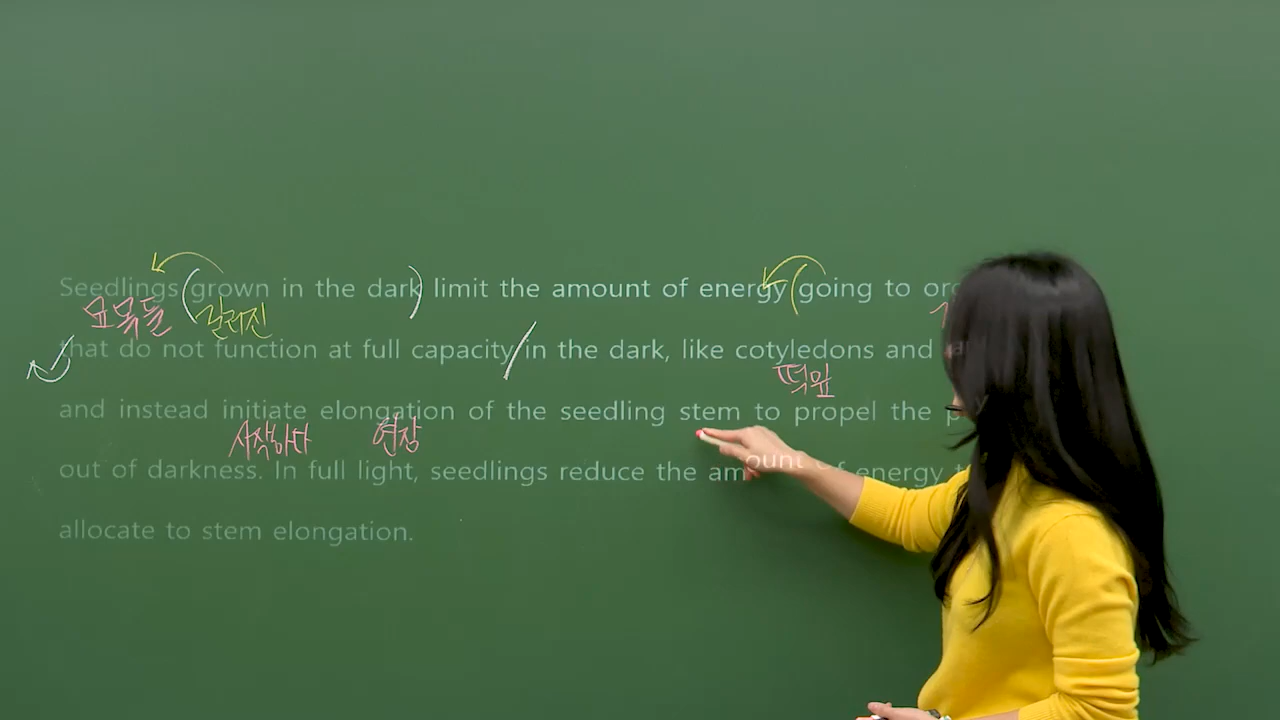 Seedlings (grown in the dark) limit the amount of energy (going to
묘목들 길러진
that do not function at full capacity / in the dark, like cotyledons and
떡잎
and instead initiate elongation of the seedling stem to propel the
시작하다 연장
out of darkness. In full light, seedlings reduce the amount of energy
allocate to stem elongation.